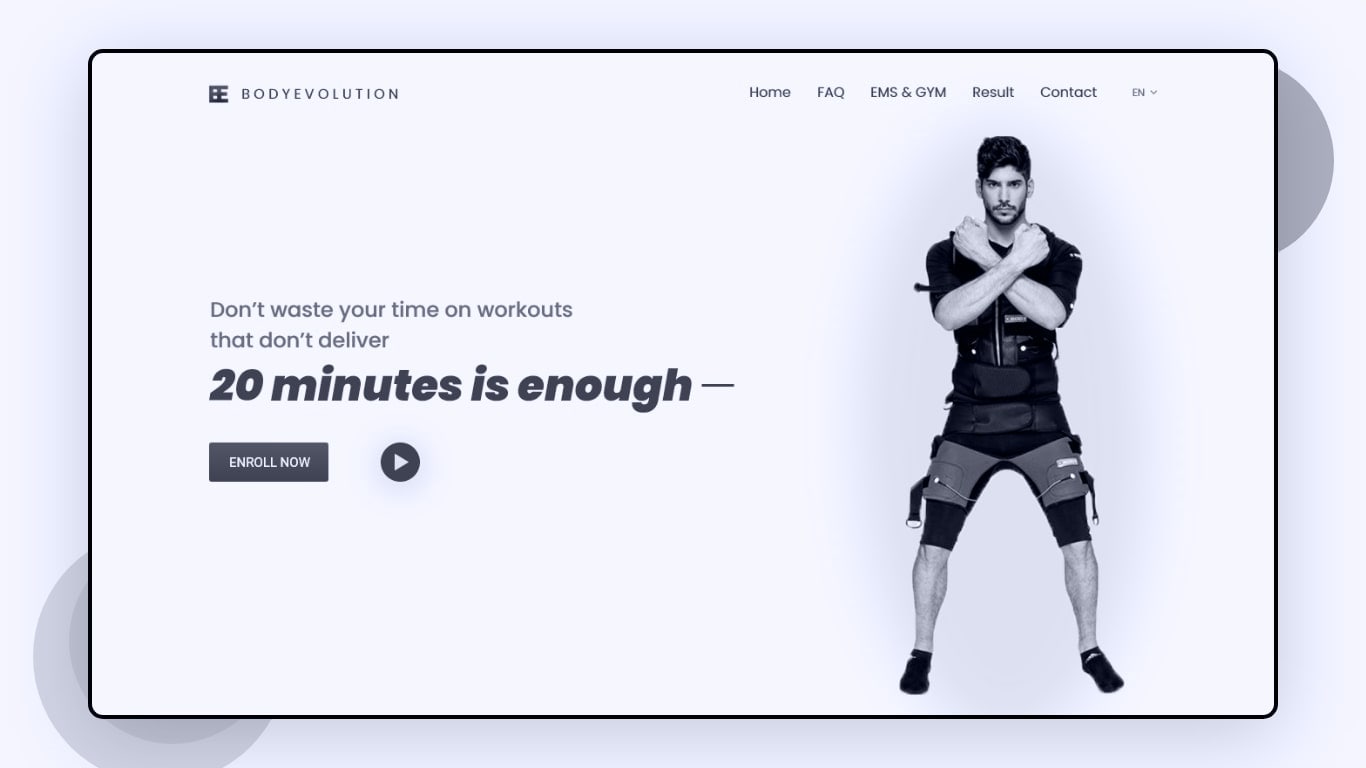 BODYEVOLUTION
Home FAQ EMS & GYM Result Contact EN
Don’t waste your time on workouts
that don’t deliver
20 minutes is enough —
ENROLL NOW